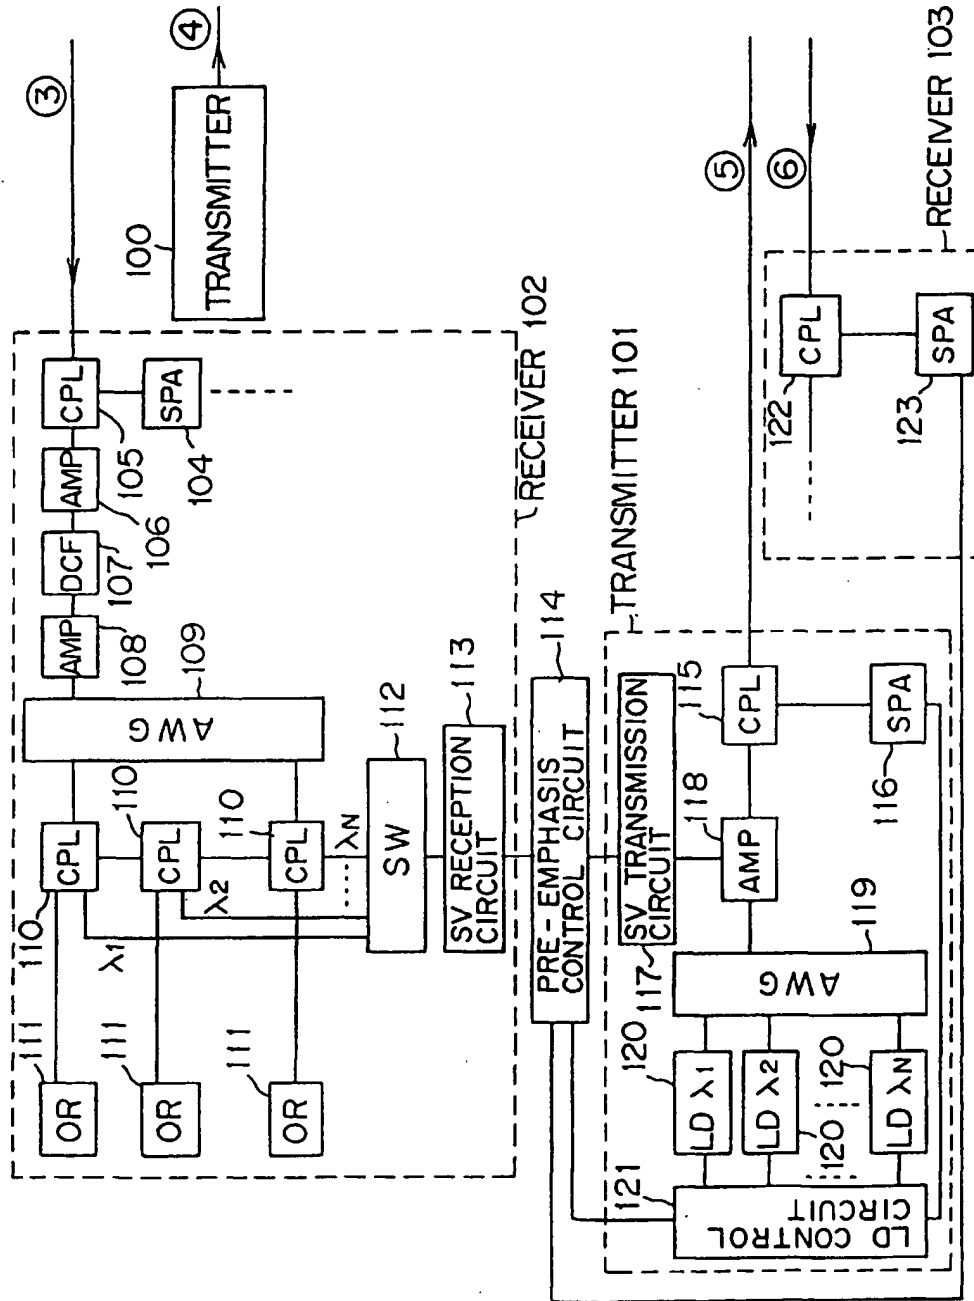 ③
④
100
TRANSMITTER
RECEIVER 102
CPL
105
SPA
104
AMP
106
DCF
107
AMP
108
AWG
109
CPL
110
CPL
110
CPL
110
λ1
λ2
λN
OR
111
OR
111
OR
111
SW
112
SV RECEPTION
CIRCUIT
113
PRE-EMPHASIS
CONTROL CIRCUIT
114
TRANSMITTER 101
SV TRANSMISSION
CIRCUIT
117
CPL
115
SPA
116
AMP
118
AWG
119
LD λ1
120
LD λ2
120
LD λN
120
LD CONTROL
CIRCUIT
121
⑤
⑥
RECEIVER 103
CPL
122
SPA
123